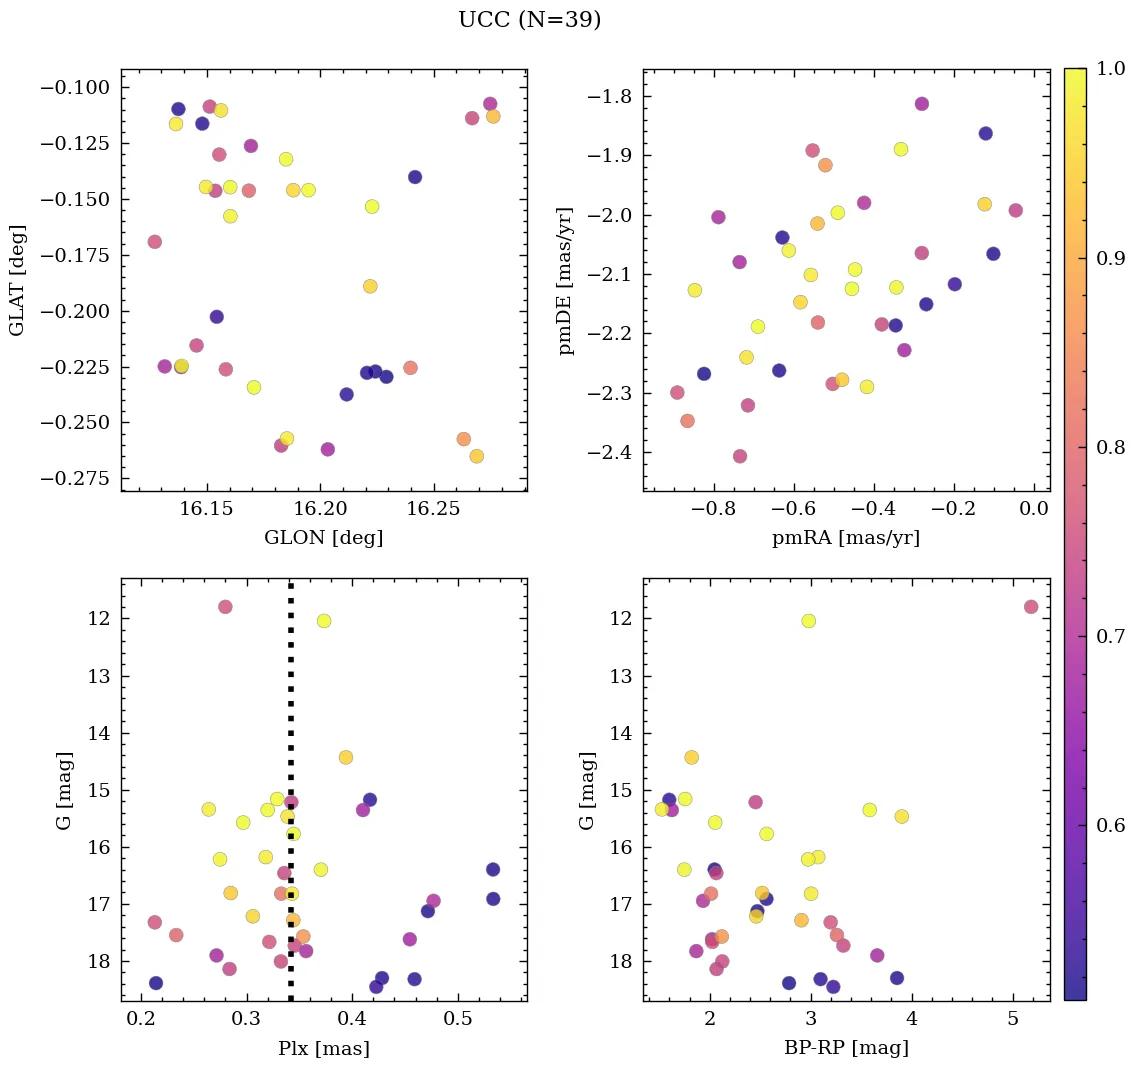 UCC (N=39)
−0.100
−0.125
−0.150
−0.175
−0.200
−0.225
−0.250
−0.275
GLAT [deg]
16.15 16.20 16.25
GLON [deg]
−1.8
−1.9
−2.0
−2.1
−2.2
−2.3
−2.4
pmDE [mas/yr]
−0.8 −0.6 −0.4 −0.2 0.0
pmRA [mas/yr]
12
13
14
15
16
17
18
G [mag]
0.2 0.3 0.4 0.5
Plx [mas]
12
13
14
15
16
17
18
G [mag]
2 3 4 5
BP-RP [mag]
1.0
0.9
0.8
0.7
0.6